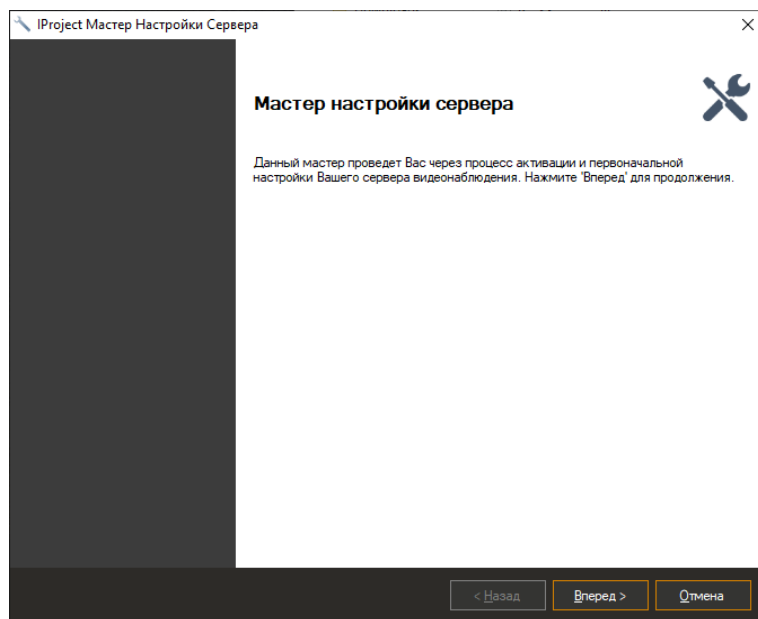 IProject Мастер Настройки Сервера
Мастер настройки сервера
Данный мастер проведет Вас через процесс активации и первоначальной
настройки Вашего сервера видеонаблюдения. Нажмите 'Вперед' для продолжения.
< Назад
Вперед >
Отмена